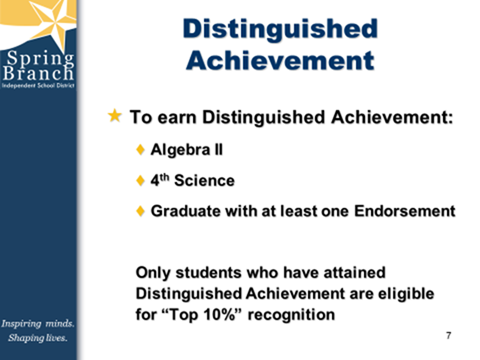 Spring
Branch
Independent School District
Distinguished
Achievement
To earn Distinguished Achievement:
Algebra II
4th Science
Graduate with at least one Endorsement
Only students who have attained
Distinguished Achievement are eligible
for “Top 10%” recognition
Inspiring minds.
Shaping lives.
7